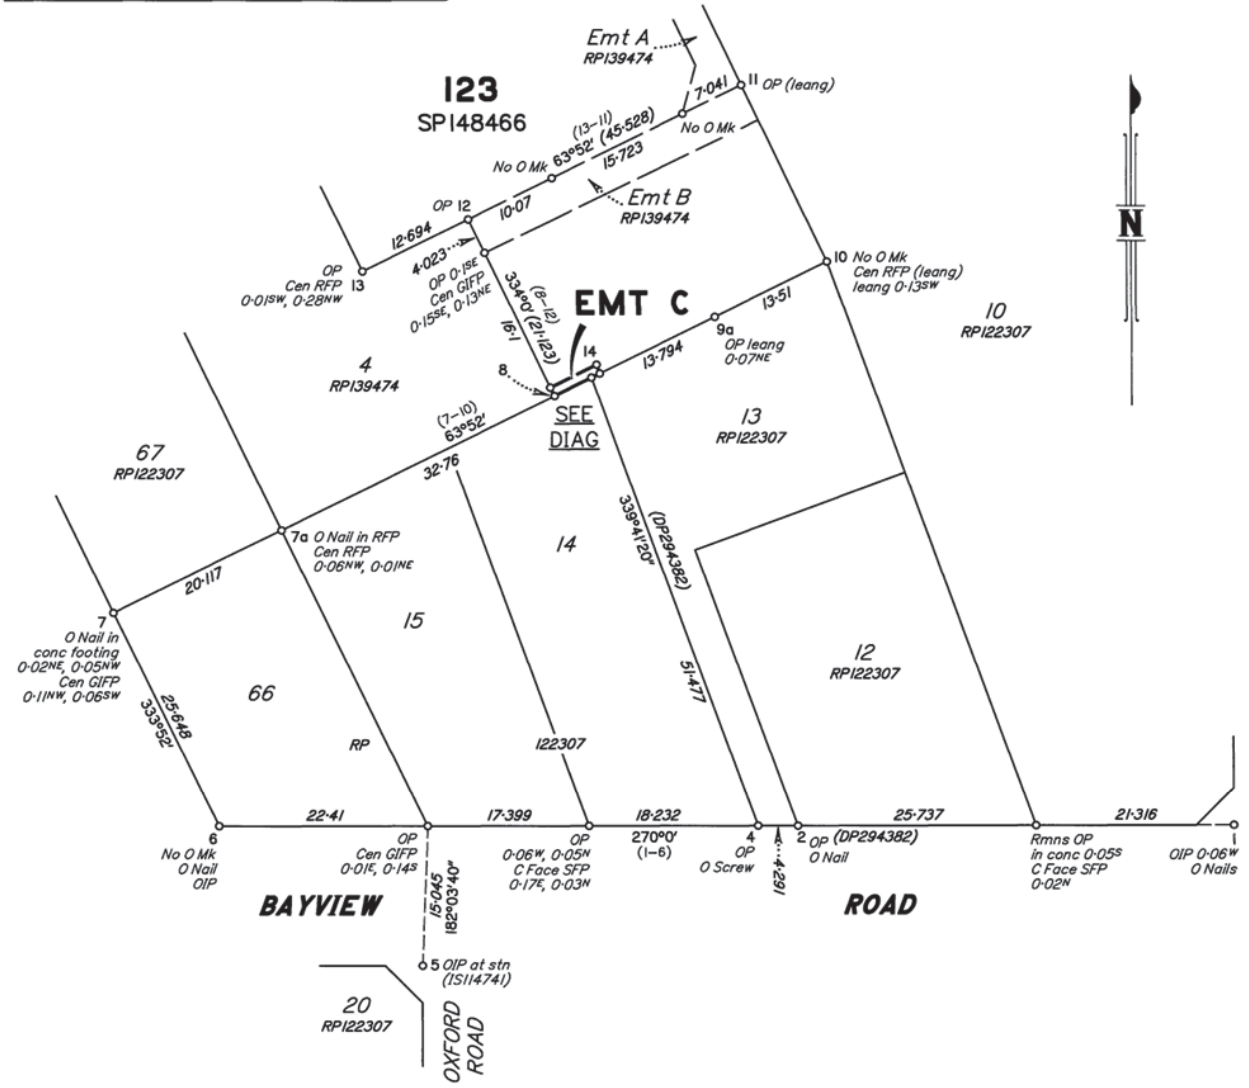 Emt A
RP139474
123
SP148466
7·041
11 OP (leang)
(13-11)
63°52' (45·528)
No O Mk
No O Mk
15·723
Emt B
RP139474
N
OP 12
10·07
12·694
4·023
OP
Cen RFP
0·01SW, 0·28NW
13
OP 0·1SE
Cen GIFP
0·15SE, 0·13NE
(8-12)
334°0' (21·123)
16·1
EMT C
10 No O Mk
Cen RFP (leang)
leang 0·13SW
13·51
9a
OP leang
0·07NE
13·794
10
RP122307
14
8
SEE
DIAG
4
RP139474
(7-10)
63°52'
32·76
13
RP122307
67
RP122307
7a O Nail in RFP
Cen RFP
0·06NW, 0·01NE
20·117
14
339°41'20"
(DP294382)
51·477
7
O Nail in
conc footing
0·02NE, 0·05NW
Cen GIFP
0·11NW, 0·06SW
15
12
RP122307
66
25·648
333°52'
RP
122307
22·41
17·399
18·232
25·737
21·316
6
No O Mk
O Nail
OIP
OP
Cen GIFP
0·01E, 0·14S
OP
0·06W, 0·05N
C Face SFP
0·17E, 0·03N
270°0'
(1-6)
4
OP
O Screw
4·291
2 OP (DP294382)
O Nail
Rmns OP
in conc 0·05S
C Face SFP
0·02N
1
OIP 0·06W
O Nails
BAYVIEW
ROAD
15·045
182°03'40"
5 OIP at stn
(IS114741)
20
RP122307
OXFORD
ROAD